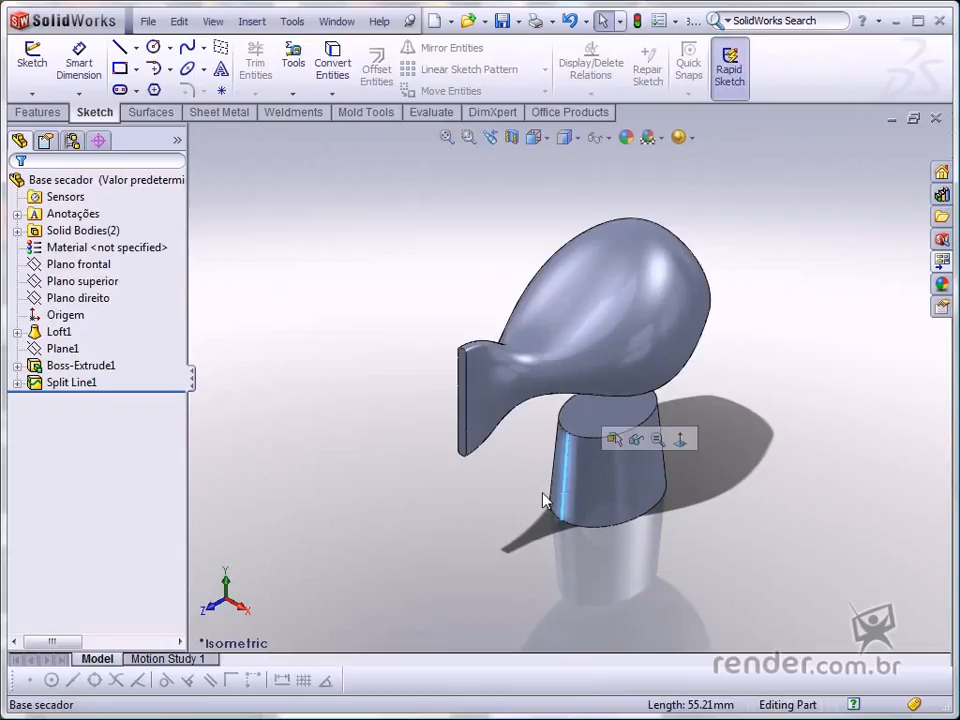 SolidWorks File Edit View Insert Tools Window Help 3... SolidWorks Search
Sketch Smart Dimension Trim Entities Tools Convert Entities Offset Entities Mirror Entities Linear Sketch Pattern Move Entities Display/Delete Relations Repair Sketch Quick Snaps Rapid Sketch
Features Sketch Surfaces Sheet Metal Weldments Mold Tools Evaluate DimXpert Office Products
Base secador (Valor predetermi
Sensors
Anotações
Solid Bodies(2)
Material <not specified>
Plano frontal
Plano superior
Plano direito
Origem
Loft1
Plane1
Boss-Extrude1
Split Line1
Y
Z X
*Isometric
Model Motion Study 1
render.com.br
Base secador Length: 55.21mm Editing Part